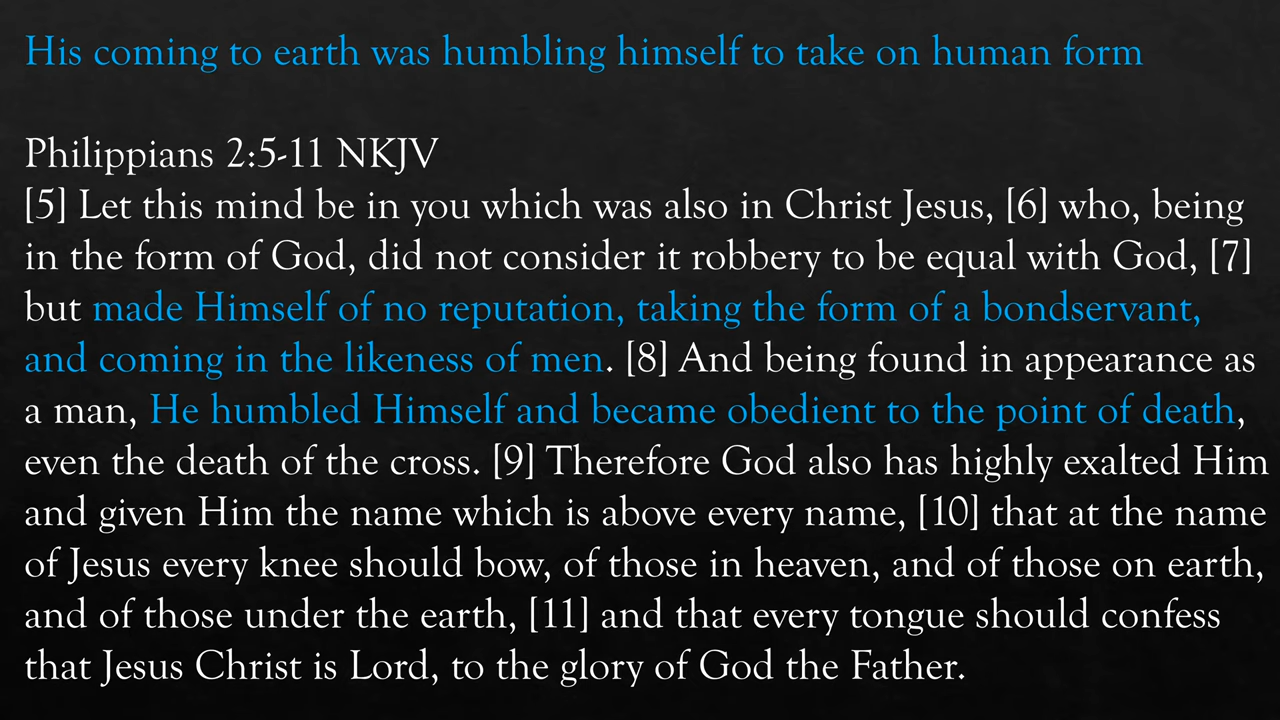 His coming to earth was humbling himself to take on human form
Philippians 2:5-11 NKJV
[5] Let this mind be in you which was also in Christ Jesus, [6] who, being
in the form of God, did not consider it robbery to be equal with God, [7]
but made Himself of no reputation, taking the form of a bondservant,
and coming in the likeness of men. [8] And being found in appearance as
a man, He humbled Himself and became obedient to the point of death,
even the death of the cross. [9] Therefore God also has highly exalted Him
and given Him the name which is above every name, [10] that at the name
of Jesus every knee should bow, of those in heaven, and of those on earth,
and of those under the earth, [11] and that every tongue should confess
that Jesus Christ is Lord, to the glory of God the Father.